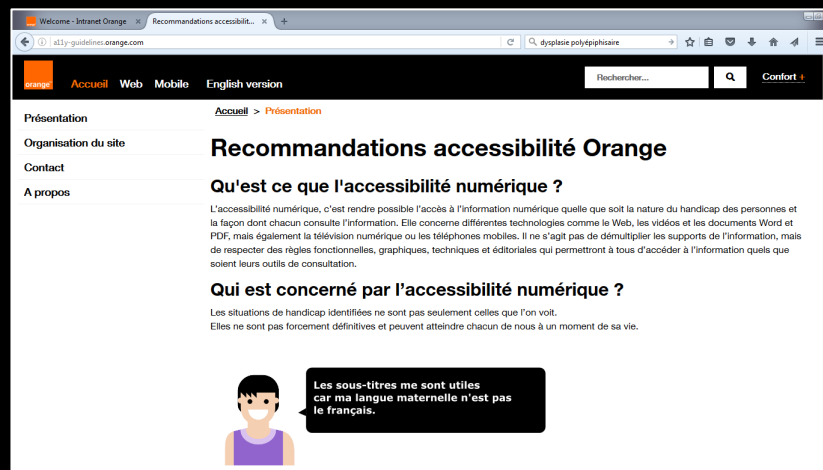 Welcome - Intranet Orange
Recommandations accessibilit...
a11y-guidelines.orange.com
dysplasie polyépiphisaire
orange
Accueil Web Mobile English version
Rechercher...
Confort +
Présentation
Organisation du site
Contact
A propos
Accueil > Présentation
Recommandations accessibilité Orange
Qu'est ce que l'accessibilité numérique ?
L'accessibilité numérique, c'est rendre possible l'accès à l'information numérique quelle que soit la nature du handicap des personnes et
la façon dont chacun consulte l'information. Elle concerne différentes technologies comme le Web, les vidéos et les documents Word et
PDF, mais également la télévision numérique ou les téléphones mobiles. Il ne s'agit pas de démultiplier les supports de l'information, mais
de respecter des règles fonctionnelles, graphiques, techniques et éditoriales qui permettront à tous d'accéder à l'information quels que
soient leurs outils de consultation.
Qui est concerné par l'accessibilité numérique ?
Les situations de handicap identifiées ne sont pas seulement celles que l'on voit.
Elles ne sont pas forcement définitives et peuvent atteindre chacun de nous à un moment de sa vie.
Les sous-titres me sont utiles
car ma langue maternelle n'est pas
le français.